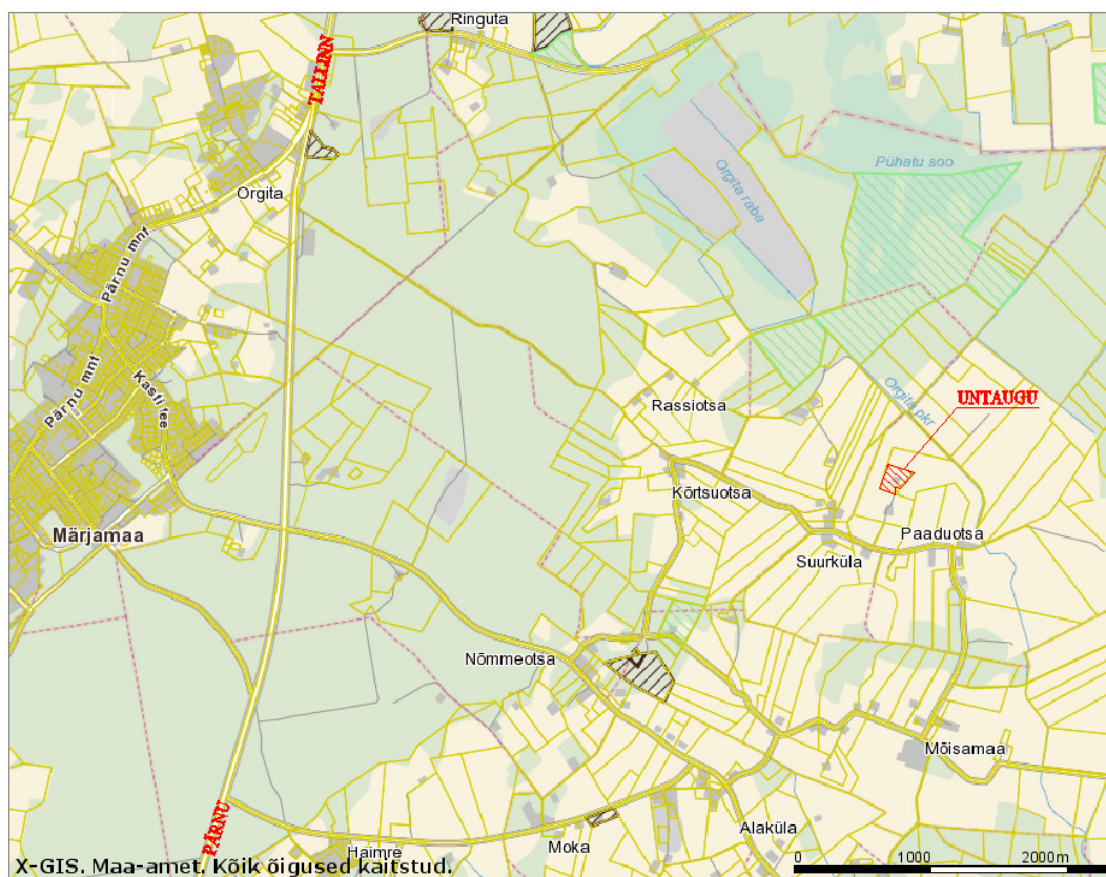 Ringuta
TALLINN
Orgita
Pühatu soo
Orgita raba
Pärnu mnt
Pärnu mnt
Kasti tee
Rassiotsa
Orgita pkr
UNTAUGU
Kõrtsuotsa
Märjamaa
Suurküla
Paaduotsa
Nõmmeotsa
Mõisamaa
PÄRNU
Haimre
Moka
Alaküla
X-GIS. Maa-amet. Kõik õigused kaitstud.
0 1000 2000m